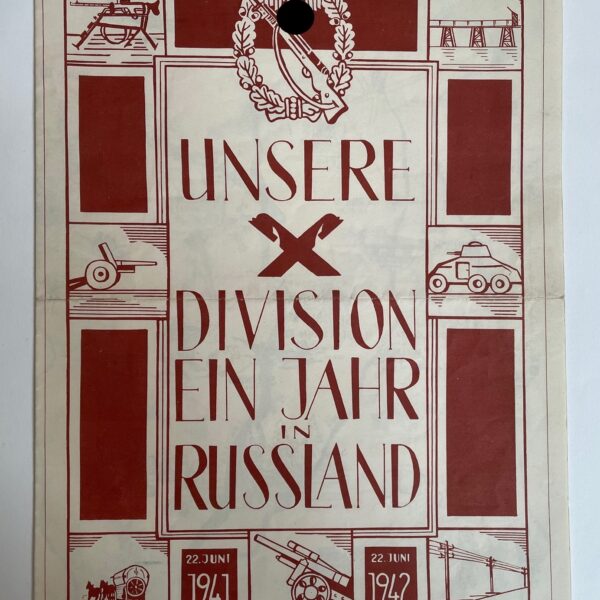 UNSERE
DIVISION
EIN JAHR
IN
RUSSLAND
22. JUNI
1941
22. JUNI
1942